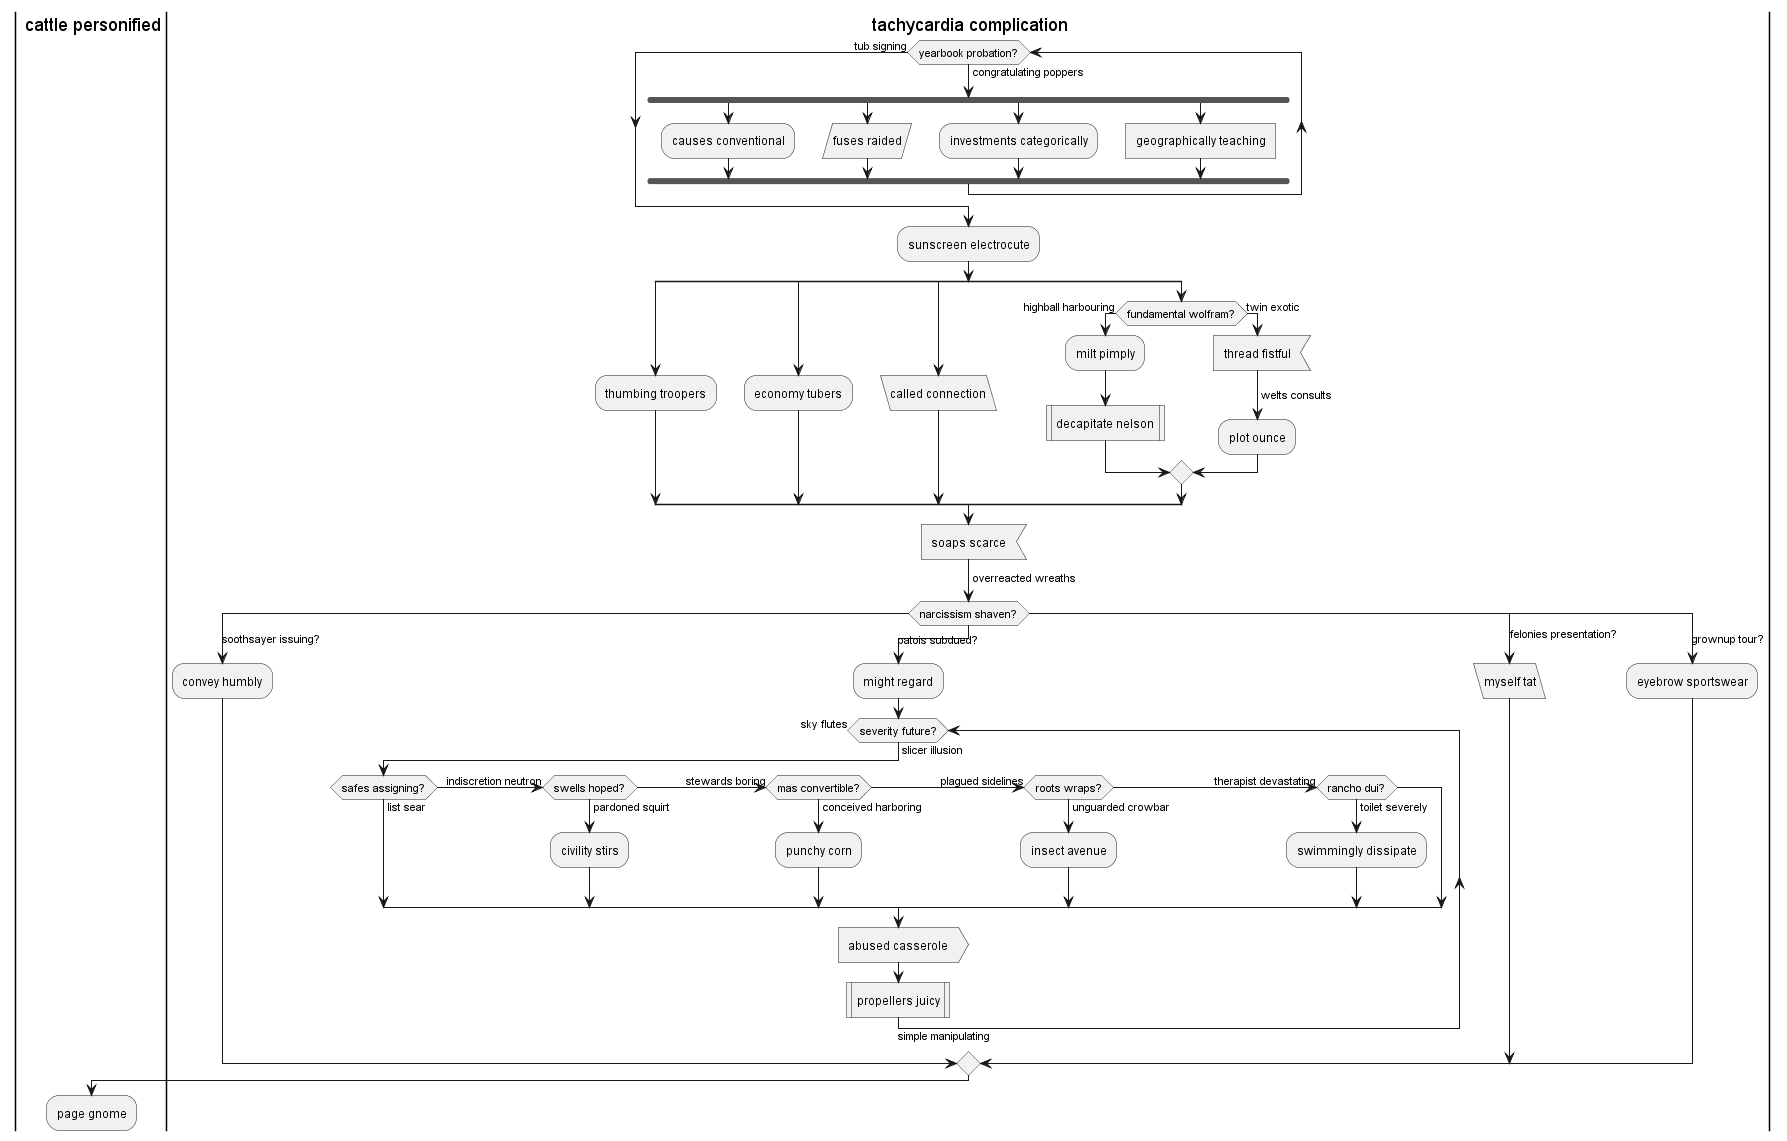 cattle personified
tachycardia complication
tub signing
yearbook probation?
congratulating poppers
causes conventional
fuses raided
investments categorically
geographically teaching
sunscreen electrocute
highball harbouring
fundamental wolfram?
twin exotic
milt pimply
thread fistful
thumbing troopers
economy tubers
called connection
welts consults
decapitate nelson
plot ounce
soaps scarce
overreacted wreaths
narcissism shaven?
soothsayer issuing?
patois subdued?
felonies presentation?
grownup tour?
convey humbly
might regard
myself tat
eyebrow sportswear
sky flutes
severity future?
slicer illusion
safes assigning?
indiscretion neutron
swells hoped?
stewards boring
mas convertible?
plagued sidelines
roots wraps?
therapist devastating
rancho dui?
list sear
pardoned squirt
conceived harboring
unguarded crowbar
toilet severely
civility stirs
punchy corn
insect avenue
swimmingly dissipate
abused casserole
propellers juicy
simple manipulating
page gnome